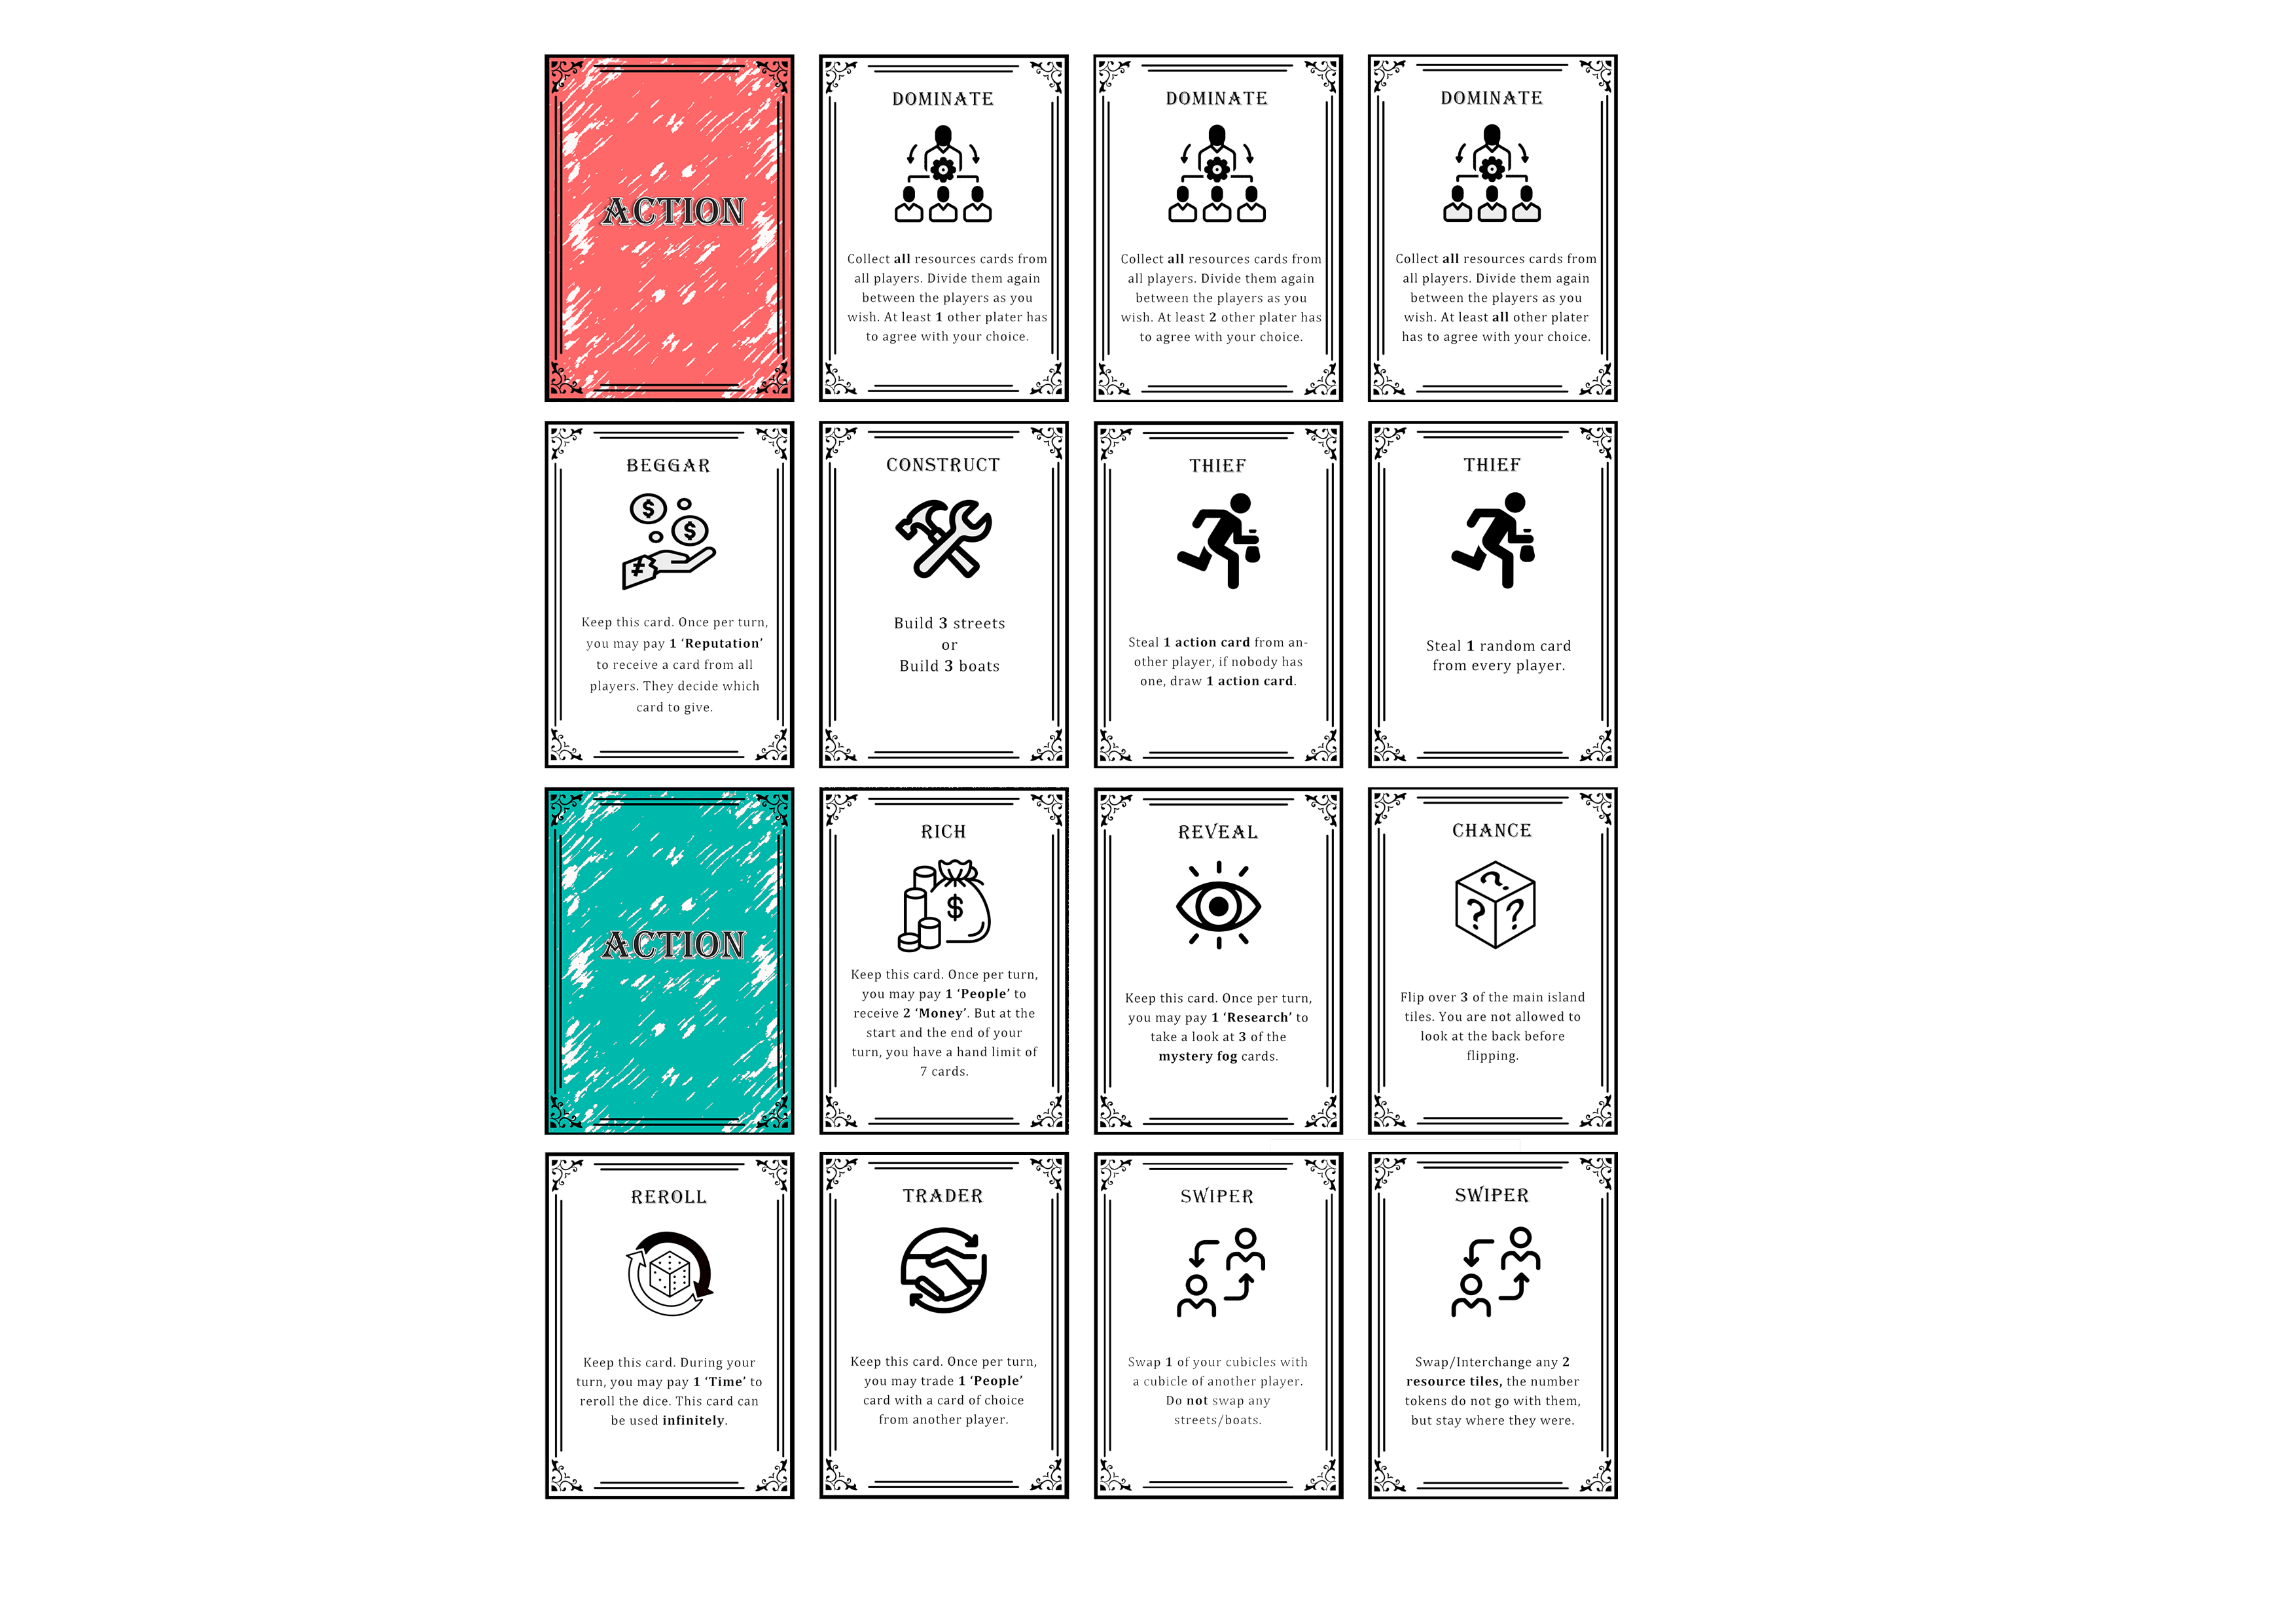 ACTION
DOMINATE
Collect all resources cards from
all players. Divide them again
between the players as you
wish. At least 1 other plater has
to agree with your choice.
DOMINATE
Collect all resources cards from
all players. Divide them again
between the players as you
wish. At least 2 other plater has
to agree with your choice.
DOMINATE
Collect all resources cards from
all players. Divide them again
between the players as you
wish. At least all other plater
has to agree with your choice.
BEGGAR
$
$
Keep this card. Once per turn,
you may pay 1 ‘Reputation’
to receive a card from all
players. They decide which
card to give.
CONSTRUCT
Build 3 streets
or
Build 3 boats
THIEF
Steal 1 action card from an-
other player, if nobody has
one, draw 1 action card.
THIEF
Steal 1 random card
from every player.
ACTION
RICH
$
Keep this card. Once per turn,
you may pay 1 ‘People’ to
receive 2 ‘Money’. But at the
start and the end of your
turn, you have a hand limit of
7 cards.
REVEAL
Keep this card. Once per turn,
you may pay 1 ‘Research’ to
take a look at 3 of the
mystery fog cards.
CHANCE
?
? ?
Flip over 3 of the main island
tiles. You are not allowed to
look at the back before
flipping.
REROLL
Keep this card. During your
turn, you may pay 1 ‘Time’ to
reroll the dice. This card can
be used infinitely.
TRADER
Keep this card. Once per turn,
you may trade 1 ‘People’
card with a card of choice
from another player.
SWIPER
Swap 1 of your cubicles with
a cubicle of another player.
Do not swap any
streets/boats.
SWIPER
Swap/Interchange any 2
resource tiles, the number
tokens do not go with them,
but stay where they were.